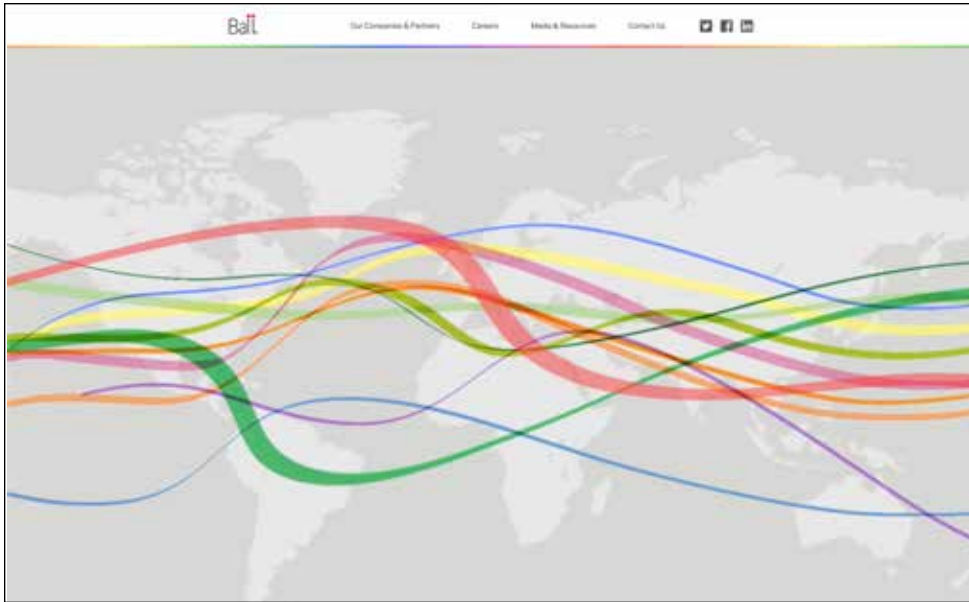 Ball
Our Companies & Partners
Careers
Media & Resources
Contact Us